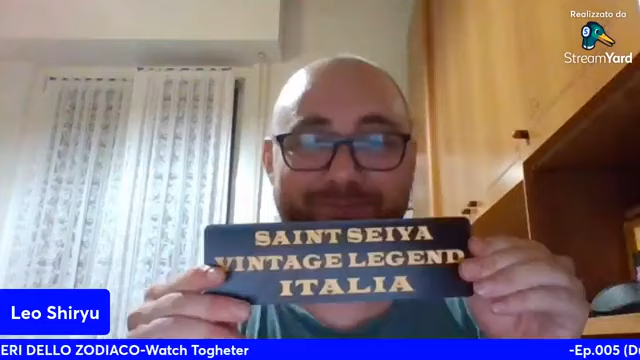 Realizzato da
StreamYard
SAINT SEIYA
VINTAGE LEGEND
ITALIA
Leo Shiryu
ERI DELLO ZODIACO-Watch Togheter
-Ep.005 (D